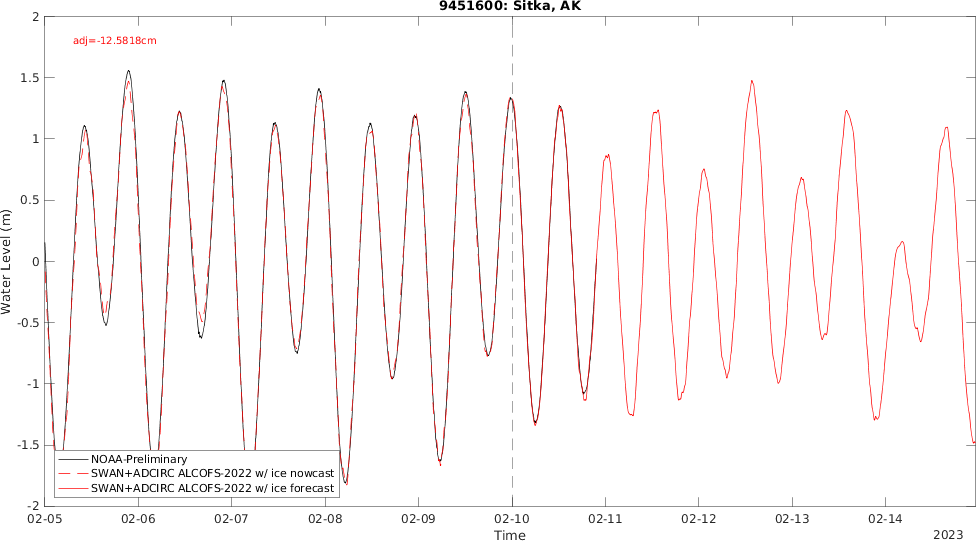 9451600: Sitka, AK
adj=-12.5818cm
Water Level (m)
2
1.5
1
0.5
0
-0.5
-1
-1.5
-2
NOAA-Preliminary
SWAN+ADCIRC ALCOFS-2022 w/ ice nowcast
SWAN+ADCIRC ALCOFS-2022 w/ ice forecast
02-05 02-06 02-07 02-08 02-09 02-10 02-11 02-12 02-13 02-14
Time
2023